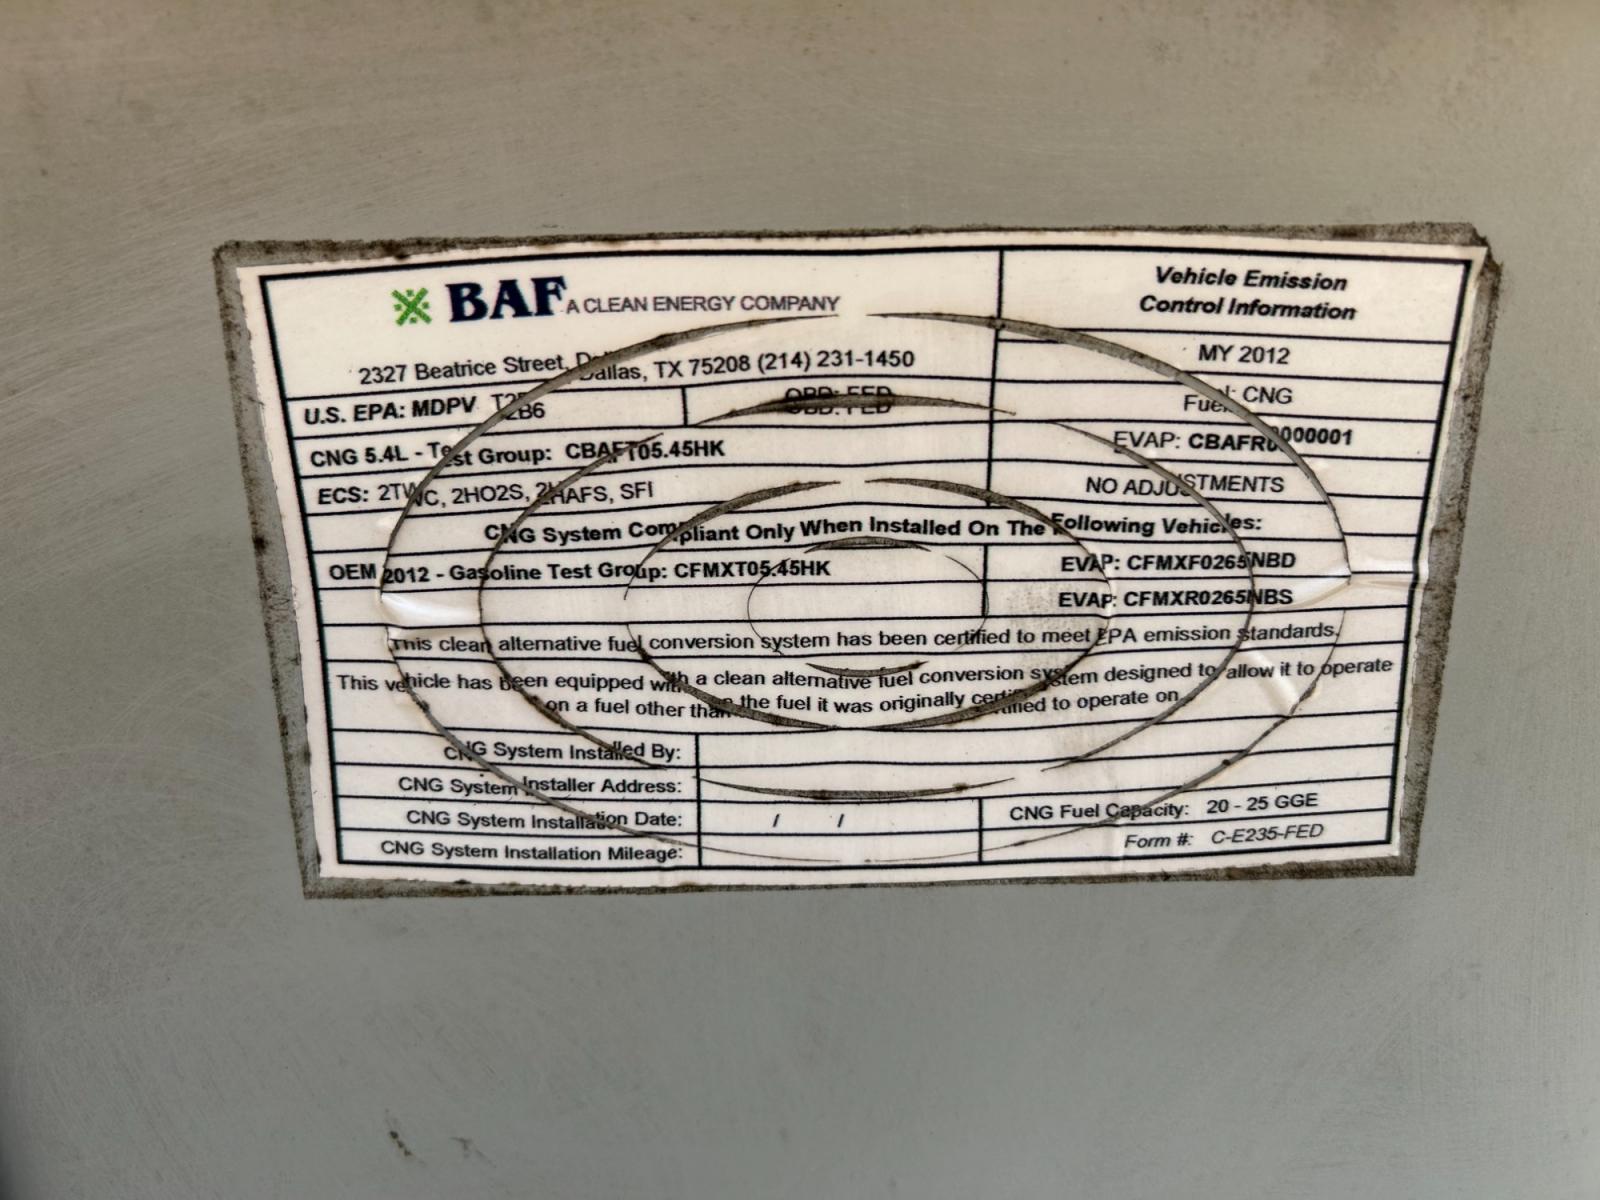 BAF A CLEAN ENERGY COMPANY
Vehicle Emission
Control Information
2327 Beatrice Street, Dallas, TX 75208 (214) 231-1450
MY 2012
U.S. EPA: MDPV T2B6
OBD: FED
Fuel: CNG
CNG 5.4L - Test Group: CBAFT05.45HK
EVAP: CBAFR0000001
ECS: 2TWC, 2HO2S, 2HAFS, SFI
NO ADJUSTMENTS
CNG System Compliant Only When Installed On The Following Vehicles:
OEM 2012 - Gasoline Test Group: CFMXT05.45HK
EVAP: CFMXF0265NBD
EVAP: CFMXR0265NBS
This clean alternative fuel conversion system has been certified to meet EPA emission standards.
This vehicle has been equipped with a clean alternative fuel conversion system designed to allow it to operate
on a fuel other than the fuel it was originally certified to operate on.
CNG System Installed By:
CNG System Installer Address:
CNG System Installation Date: / /
CNG Fuel Capacity: 20 - 25 GGE
CNG System Installation Mileage:
Form #: C-E235-FED